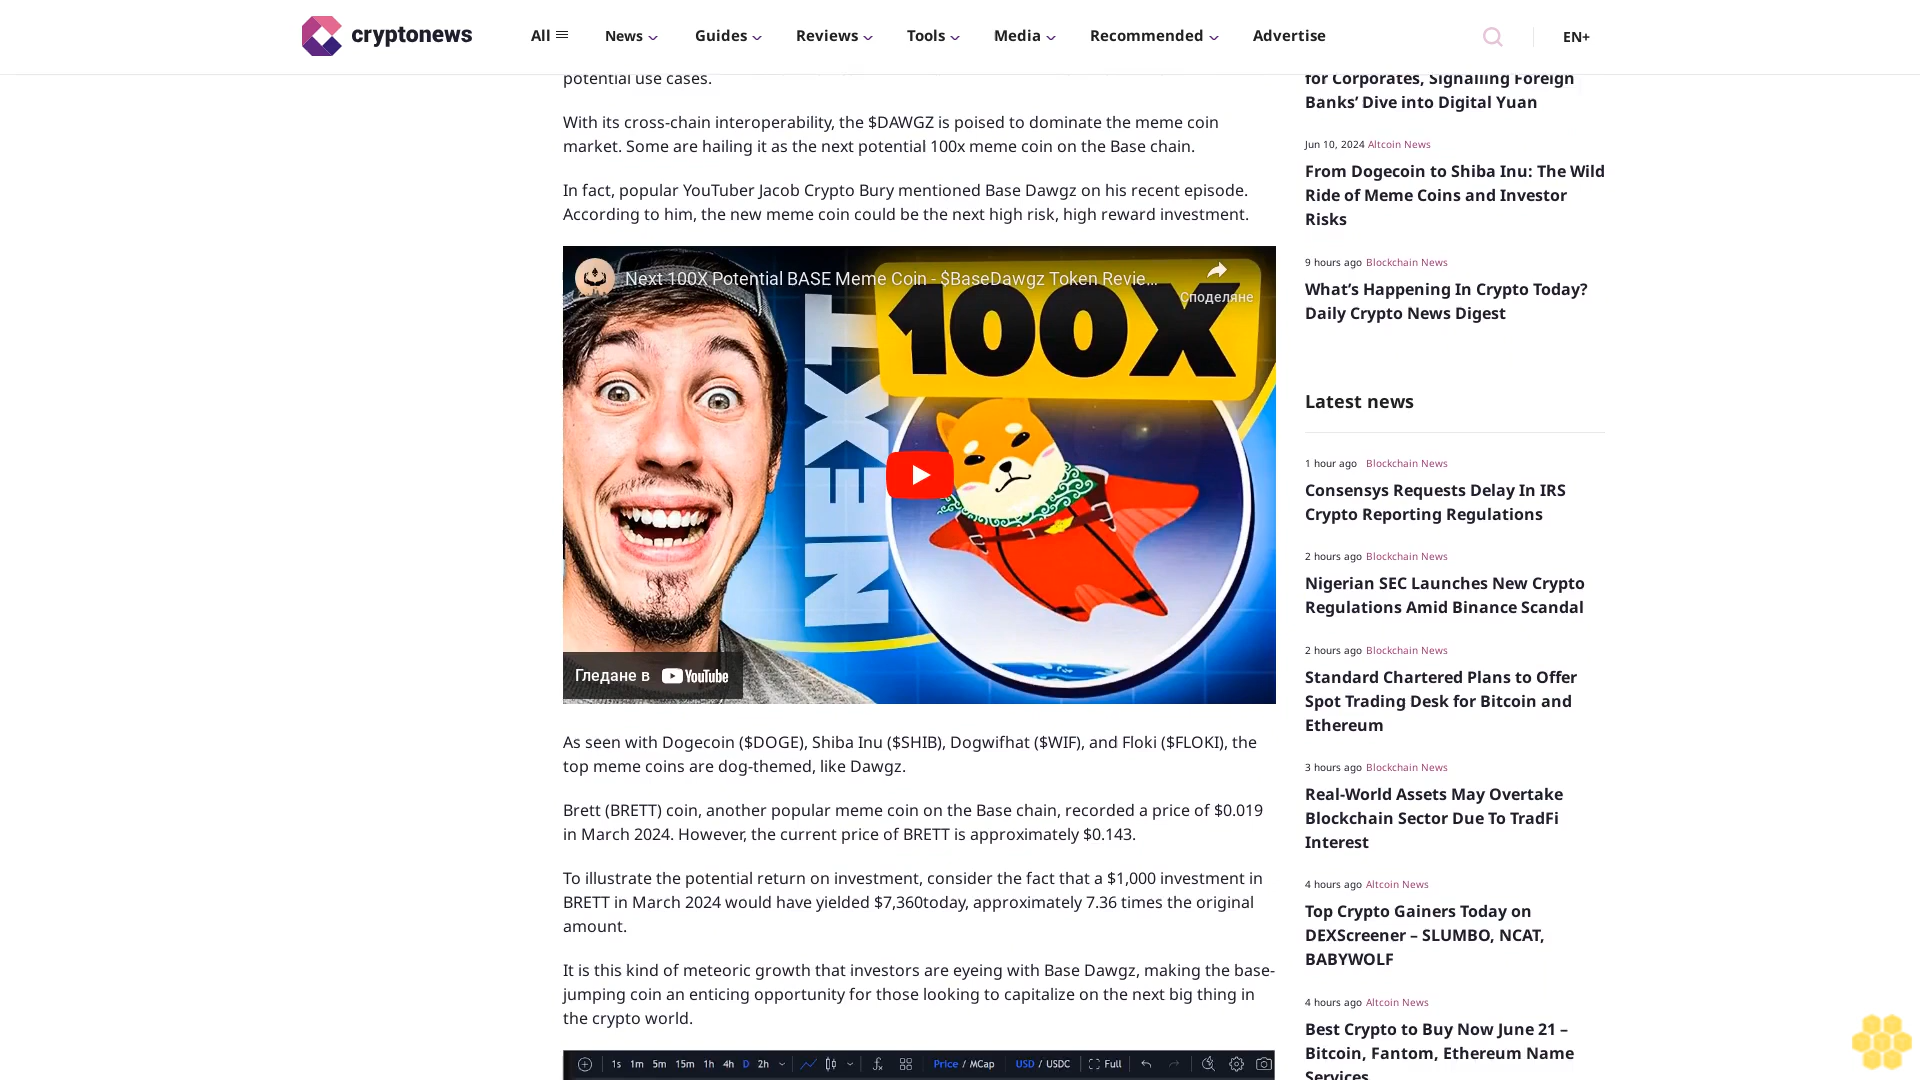 cryptonews
All
News
Guides
Reviews
Tools
Media
Recommended
Advertise
EN+
potential use cases.
With its cross-chain interoperability, the $DAWGZ is poised to dominate the meme coin
market. Some are hailing it as the next potential 100x meme coin on the Base chain.
In fact, popular YouTuber Jacob Crypto Bury mentioned Base Dawgz on his recent episode.
According to him, the new meme coin could be the next high risk, high reward investment.
Next 100X Potential BASE Meme Coin - $BaseDawgz Token Revie...
Споделяне
NEXT
100X
Гледане в YouTube
As seen with Dogecoin ($DOGE), Shiba Inu ($SHIB), Dogwifhat ($WIF), and Floki ($FLOKI), the
top meme coins are dog-themed, like Dawgz.
Brett (BRETT) coin, another popular meme coin on the Base chain, recorded a price of $0.019
in March 2024. However, the current price of BRETT is approximately $0.143.
To illustrate the potential return on investment, consider the fact that a $1,000 investment in
BRETT in March 2024 would have yielded $7,360today, approximately 7.36 times the original
amount.
It is this kind of meteoric growth that investors are eyeing with Base Dawgz, making the base-
jumping coin an enticing opportunity for those looking to capitalize on the next big thing in
the crypto world.
1s 1m 5m 15m 1h 4h D 2h Price / MCap USD / USDC Full
for Corporates, Signalling Foreign
Banks’ Dive into Digital Yuan
Jun 10, 2024 Altcoin News
From Dogecoin to Shiba Inu: The Wild
Ride of Meme Coins and Investor
Risks
9 hours ago Blockchain News
What’s Happening In Crypto Today?
Daily Crypto News Digest
Latest news
1 hour ago Blockchain News
Consensys Requests Delay In IRS
Crypto Reporting Regulations
2 hours ago Blockchain News
Nigerian SEC Launches New Crypto
Regulations Amid Binance Scandal
2 hours ago Blockchain News
Standard Chartered Plans to Offer
Spot Trading Desk for Bitcoin and
Ethereum
3 hours ago Blockchain News
Real-World Assets May Overtake
Blockchain Sector Due To TradFi
Interest
4 hours ago Altcoin News
Top Crypto Gainers Today on
DEXScreener – SLUMBO, NCAT,
BABYWOLF
4 hours ago Altcoin News
Best Crypto to Buy Now June 21 –
Bitcoin, Fantom, Ethereum Name
Services